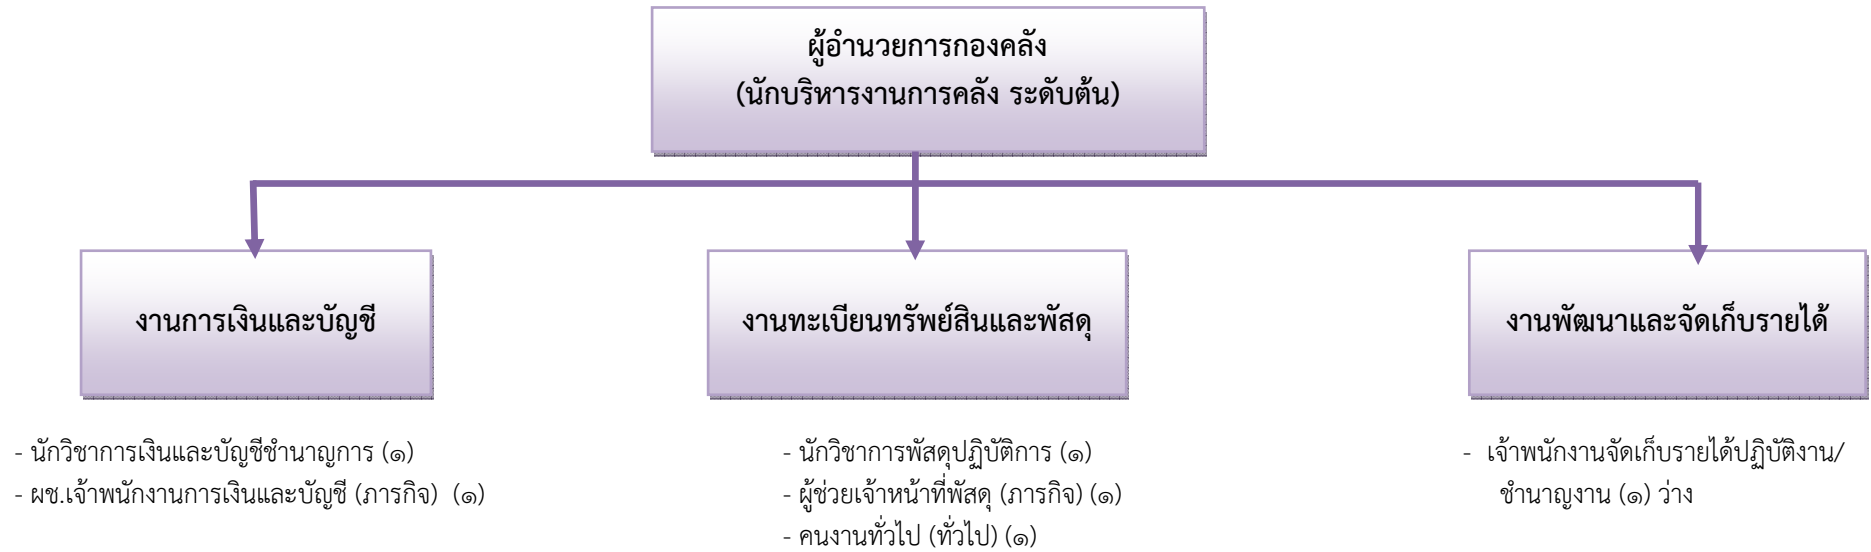 ผู้อำนวยการกองคลัง
(นักบริหารงานการคลัง ระดับต้น)
งานการเงินและบัญชี
งานทะเบียนทรัพย์สินและพัสดุ
งานพัฒนาและจัดเก็บรายได้
- นักวิชาการเงินและบัญชีชำนาญการ (๑)
- ผช.เจ้าพนักงานการเงินและบัญชี (ภารกิจ) (๑)
- นักวิชาการพัสดุปฏิบัติการ (๑)
- ผู้ช่วยเจ้าหน้าที่พัสดุ (ภารกิจ) (๑)
- คนงานทั่วไป (ทั่วไป) (๑)
- เจ้าพนักงานจัดเก็บรายได้ปฏิบัติงาน/
ชำนาญงาน (๑) ว่าง